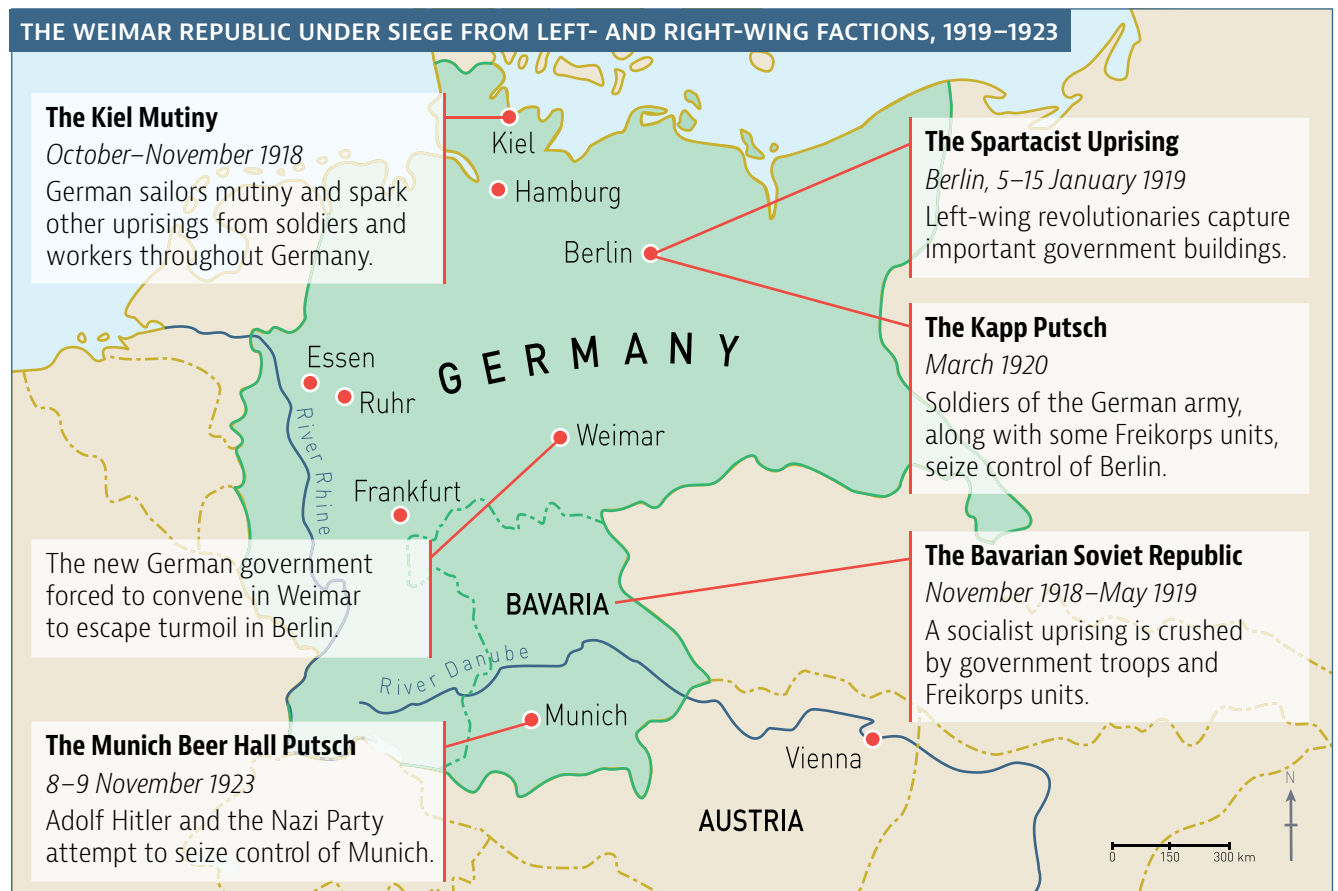 THE WEIMAR REPUBLIC UNDER SIEGE FROM LEFT- AND RIGHT-WING FACTIONS, 1919–1923
The Kiel Mutiny
October–November 1918
German sailors mutiny and spark
other uprisings from soldiers and
workers throughout Germany.
Kiel
Hamburg
Berlin
The Spartacist Uprising
Berlin, 5–15 January 1919
Left-wing revolutionaries capture
important government buildings.
The Kapp Putsch
March 1920
Soldiers of the German army,
along with some Freikorps units,
seize control of Berlin.
GERMANY
Essen
Ruhr
River Rhine
Weimar
Frankfurt
The new German government
forced to convene in Weimar
to escape turmoil in Berlin.
BAVARIA
The Bavarian Soviet Republic
November 1918–May 1919
A socialist uprising is crushed
by government troops and
Freikorps units.
River Danube
Munich
The Munich Beer Hall Putsch
8–9 November 1923
Adolf Hitler and the Nazi Party
attempt to seize control of Munich.
Vienna
AUSTRIA
N
0 150 300 km